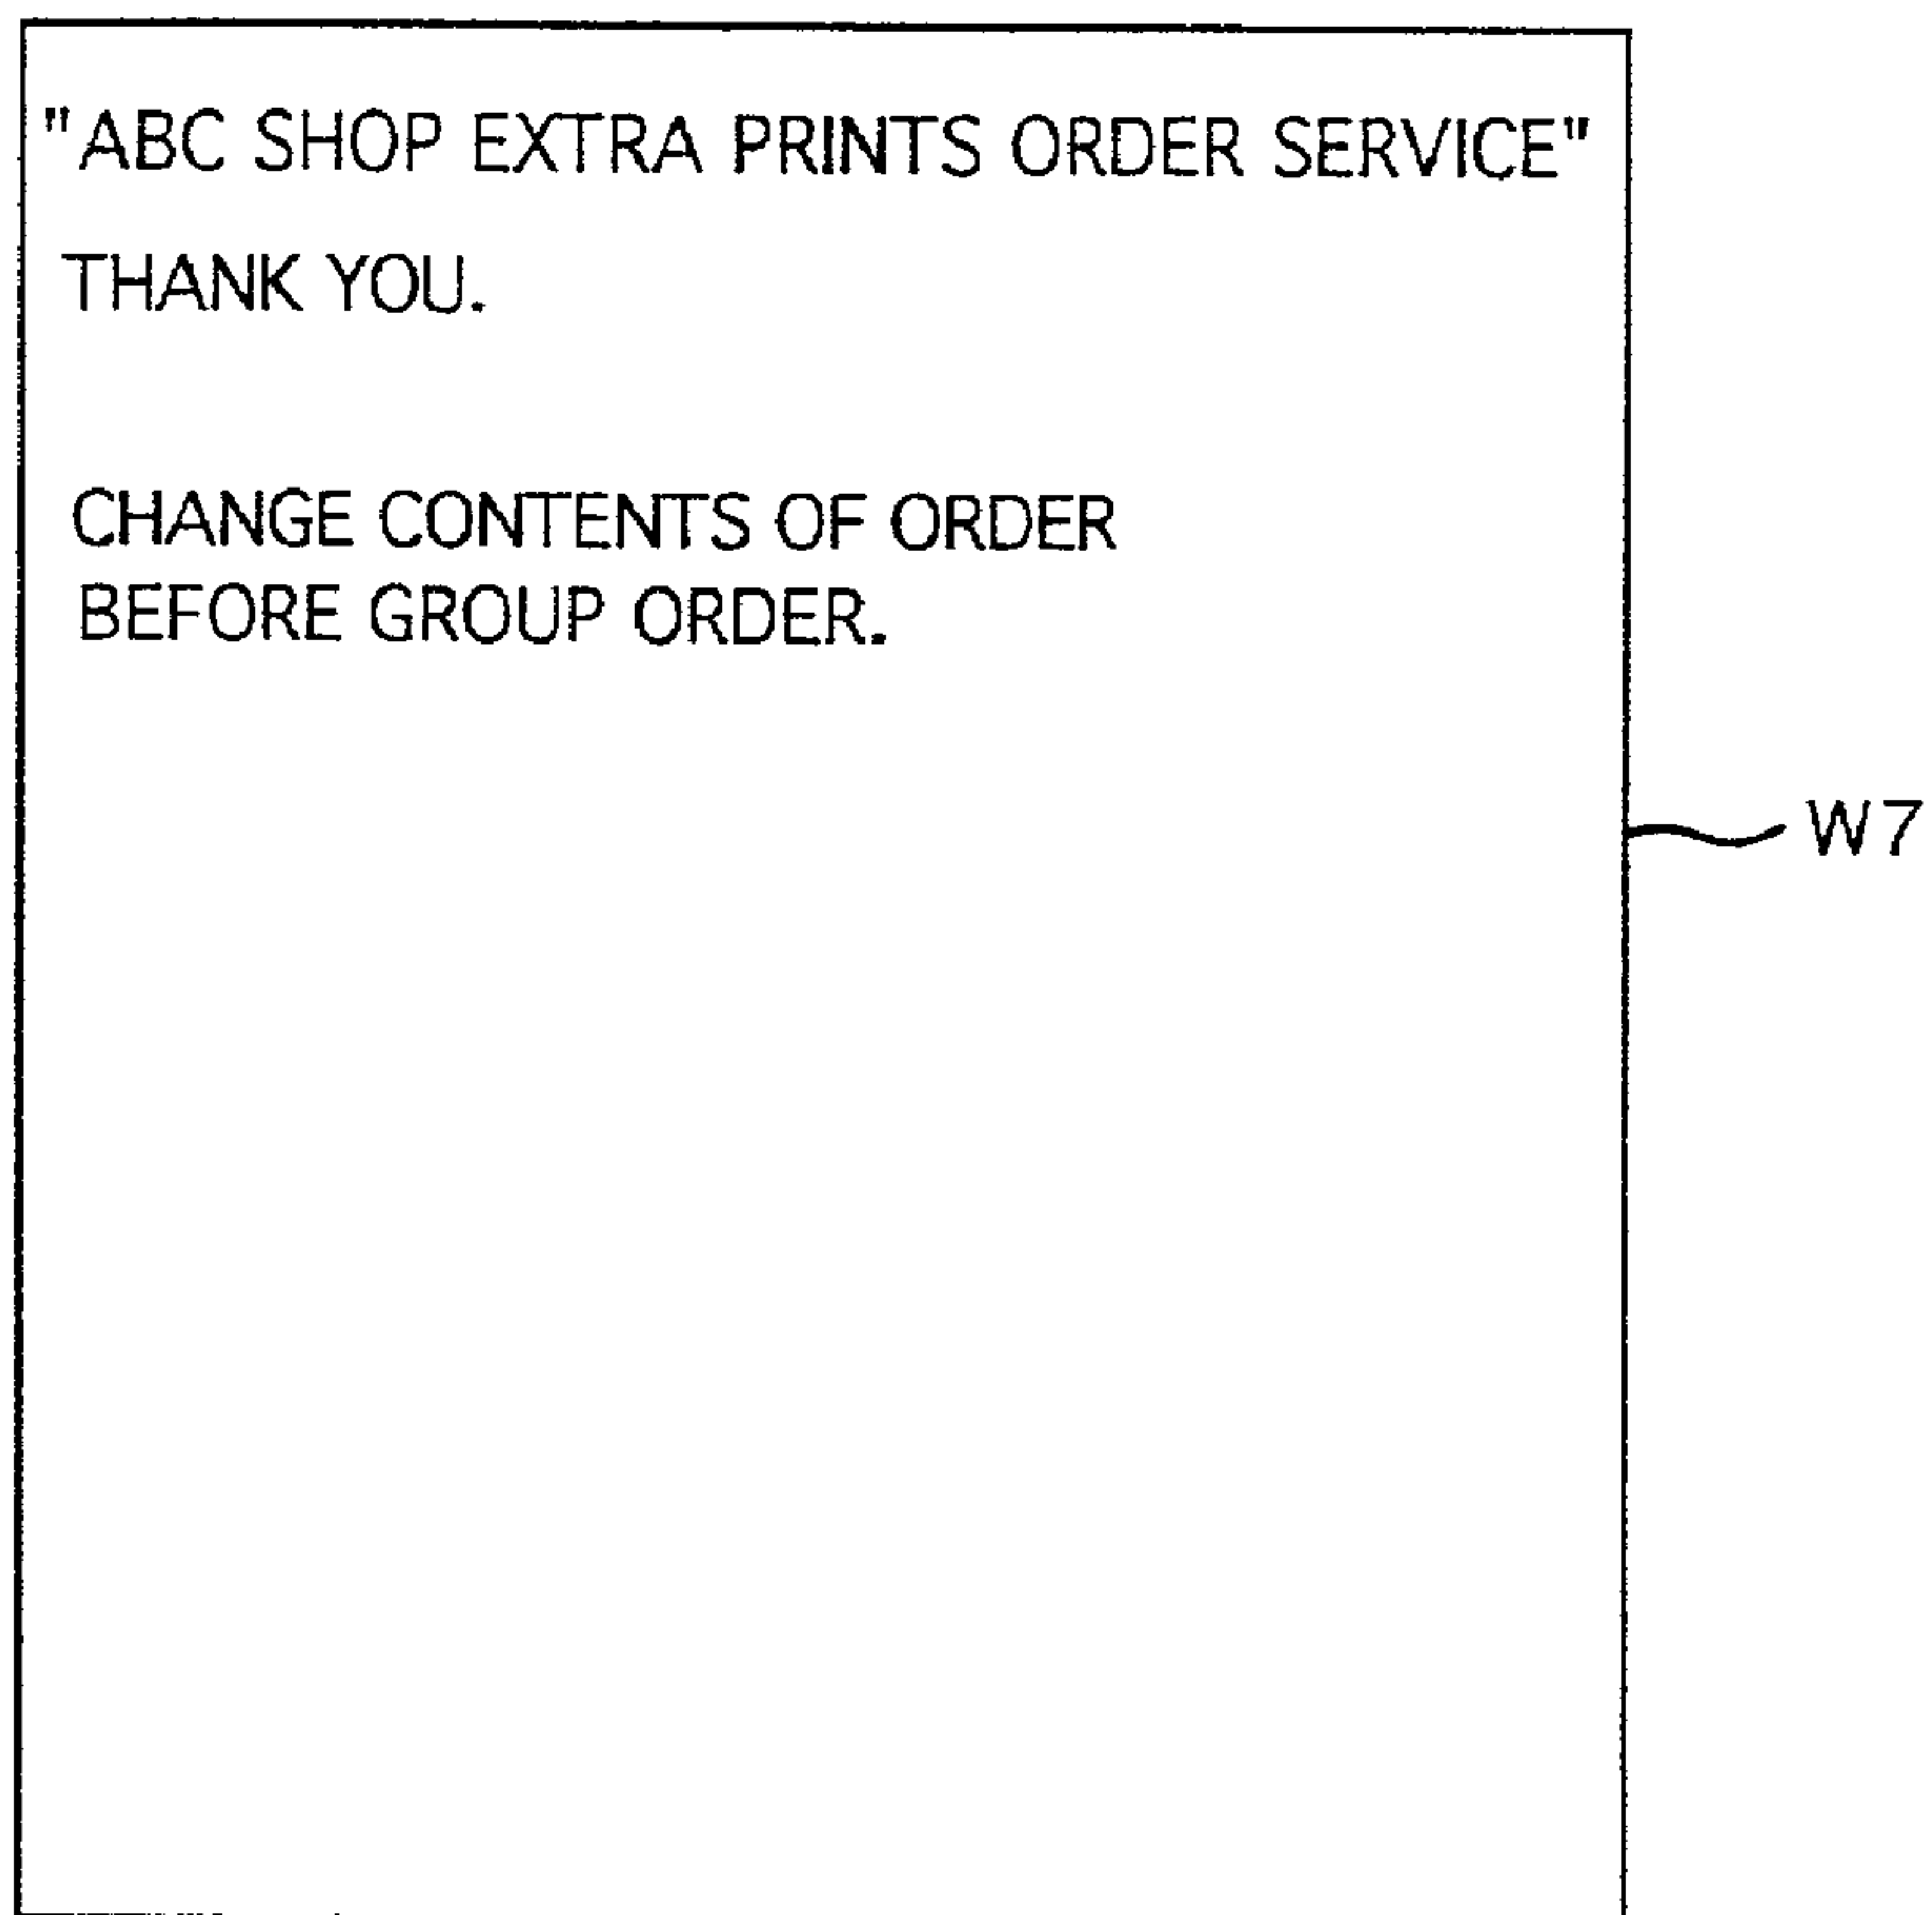 "ABC SHOP EXTRA PRINTS ORDER SERVICE"
THANK YOU.
CHANGE CONTENTS OF ORDER
BEFORE GROUP ORDER.
W7